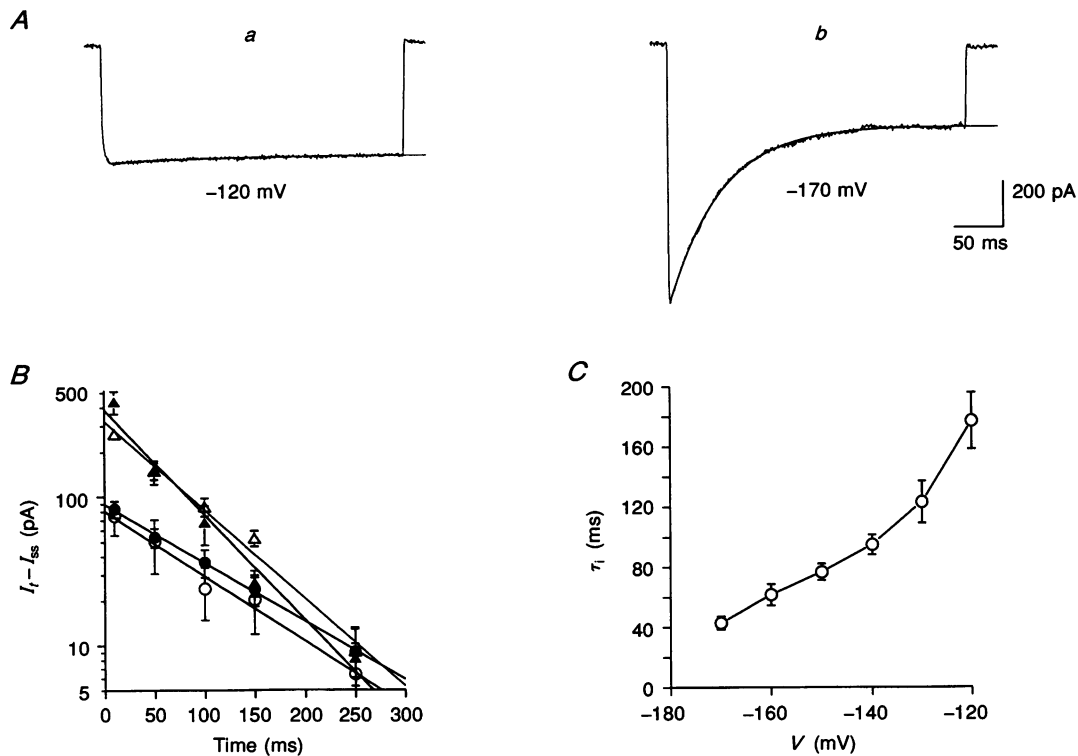 A
a
b
−120 mV
−170 mV
200 pA
50 ms
B
500
100
10
5
0 50 100 150 200 250 300
Iₜ − Iₛₛ (pA)
Time (ms)
C
200
160
120
80
40
0
−180 −160 −140 −120
τᵢ (ms)
V (mV)